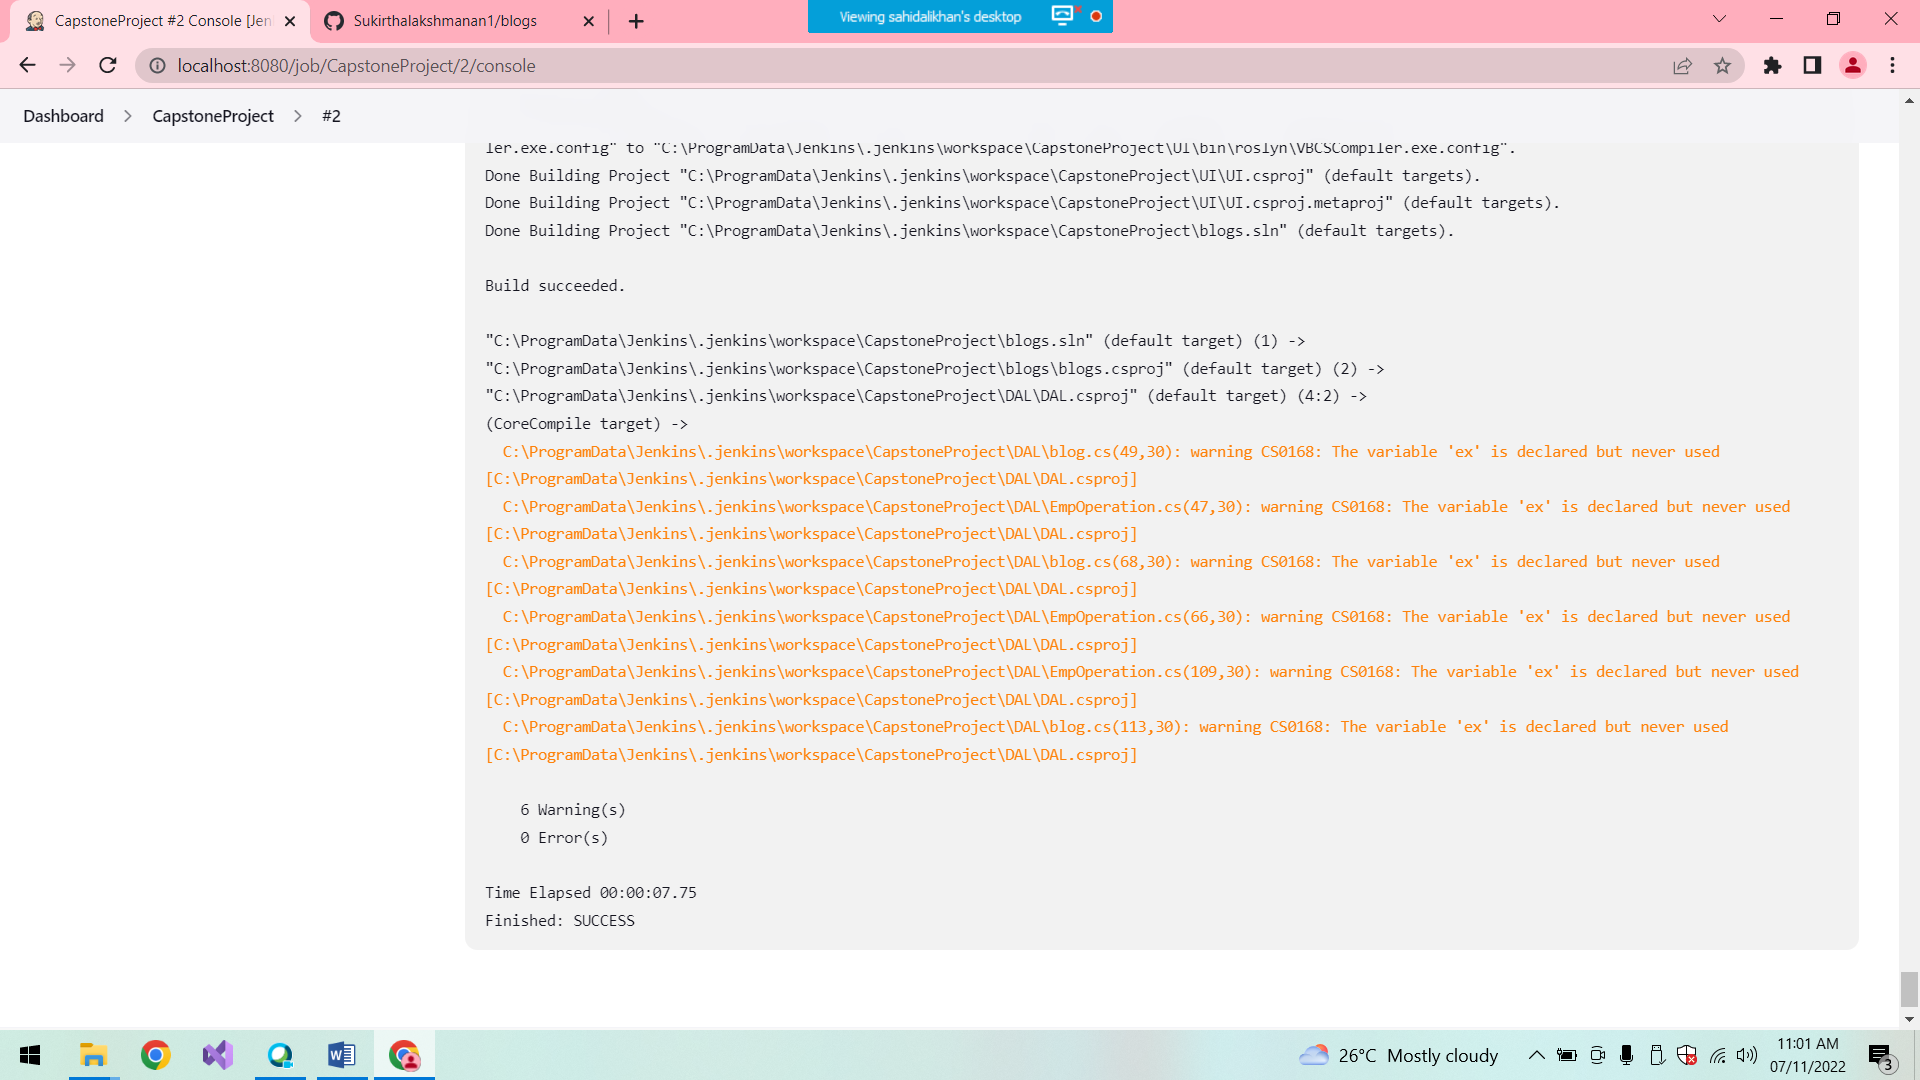 CapstoneProject #2 Console [Jen
Sukirthalakshmanan1/blogs
Viewing sahidalikhan's desktop
localhost:8080/job/CapstoneProject/2/console
Dashboard > CapstoneProject > #2
ler.exe.config" to "C:\ProgramData\Jenkins\.jenkins\workspace\CapstoneProject\UI\bin\roslyn\VBCSCompiler.exe.config".
Done Building Project "C:\ProgramData\Jenkins\.jenkins\workspace\CapstoneProject\UI\UI.csproj" (default targets).
Done Building Project "C:\ProgramData\Jenkins\.jenkins\workspace\CapstoneProject\UI\UI.csproj.metaproj" (default targets).
Done Building Project "C:\ProgramData\Jenkins\.jenkins\workspace\CapstoneProject\blogs.sln" (default targets).
Build succeeded.
"C:\ProgramData\Jenkins\.jenkins\workspace\CapstoneProject\blogs.sln" (default target) (1) ->
"C:\ProgramData\Jenkins\.jenkins\workspace\CapstoneProject\blogs\blogs.csproj" (default target) (2) ->
"C:\ProgramData\Jenkins\.jenkins\workspace\CapstoneProject\DAL\DAL.csproj" (default target) (4:2) ->
(CoreCompile target) ->
C:\ProgramData\Jenkins\.jenkins\workspace\CapstoneProject\DAL\blog.cs(49,30): warning CS0168: The variable 'ex' is declared but never used
[C:\ProgramData\Jenkins\.jenkins\workspace\CapstoneProject\DAL\DAL.csproj]
C:\ProgramData\Jenkins\.jenkins\workspace\CapstoneProject\DAL\EmpOperation.cs(47,30): warning CS0168: The variable 'ex' is declared but never used
[C:\ProgramData\Jenkins\.jenkins\workspace\CapstoneProject\DAL\DAL.csproj]
C:\ProgramData\Jenkins\.jenkins\workspace\CapstoneProject\DAL\blog.cs(68,30): warning CS0168: The variable 'ex' is declared but never used
[C:\ProgramData\Jenkins\.jenkins\workspace\CapstoneProject\DAL\DAL.csproj]
C:\ProgramData\Jenkins\.jenkins\workspace\CapstoneProject\DAL\EmpOperation.cs(66,30): warning CS0168: The variable 'ex' is declared but never used
[C:\ProgramData\Jenkins\.jenkins\workspace\CapstoneProject\DAL\DAL.csproj]
C:\ProgramData\Jenkins\.jenkins\workspace\CapstoneProject\DAL\EmpOperation.cs(109,30): warning CS0168: The variable 'ex' is declared but never used
[C:\ProgramData\Jenkins\.jenkins\workspace\CapstoneProject\DAL\DAL.csproj]
C:\ProgramData\Jenkins\.jenkins\workspace\CapstoneProject\DAL\blog.cs(113,30): warning CS0168: The variable 'ex' is declared but never used
[C:\ProgramData\Jenkins\.jenkins\workspace\CapstoneProject\DAL\DAL.csproj]
6 Warning(s)
0 Error(s)
Time Elapsed 00:00:07.75
Finished: SUCCESS
26°C Mostly cloudy
11:01 AM
07/11/2022
3